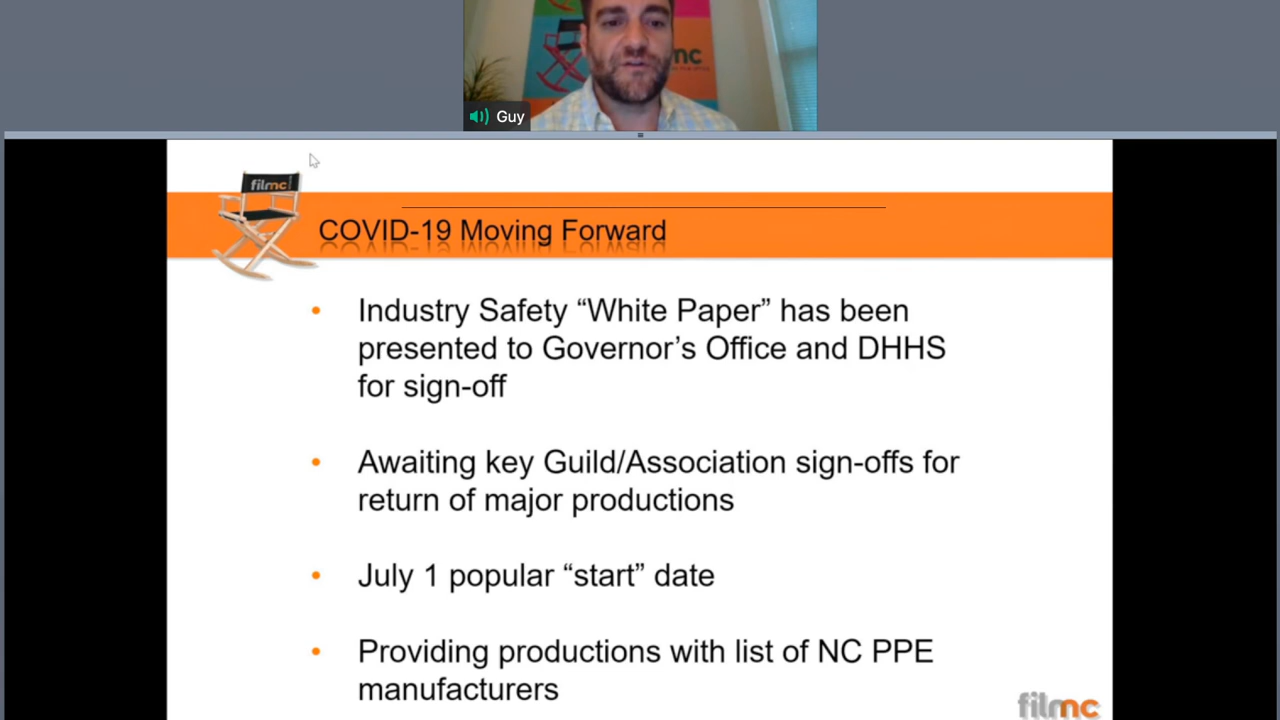 nc
Guy
filmc
COVID-19 Moving Forward
• Industry Safety “White Paper” has been
presented to Governor’s Office and DHHS
for sign-off
• Awaiting key Guild/Association sign-offs for
return of major productions
• July 1 popular “start” date
• Providing productions with list of NC PPE
manufacturers
filmc